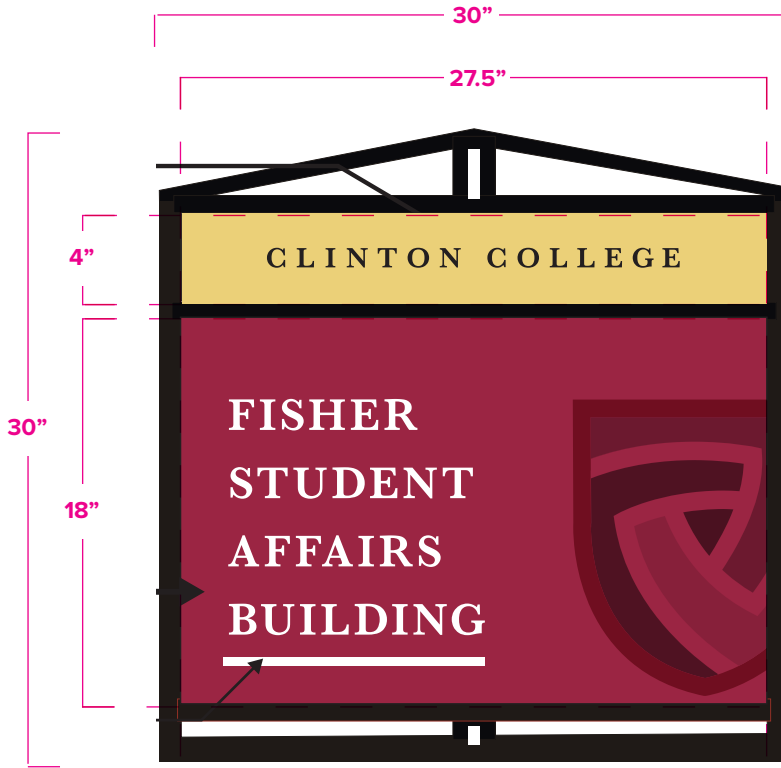 30”
27.5”
4”
CLINTON COLLEGE
30”
18”
FISHER
STUDENT
AFFAIRS
BUILDING